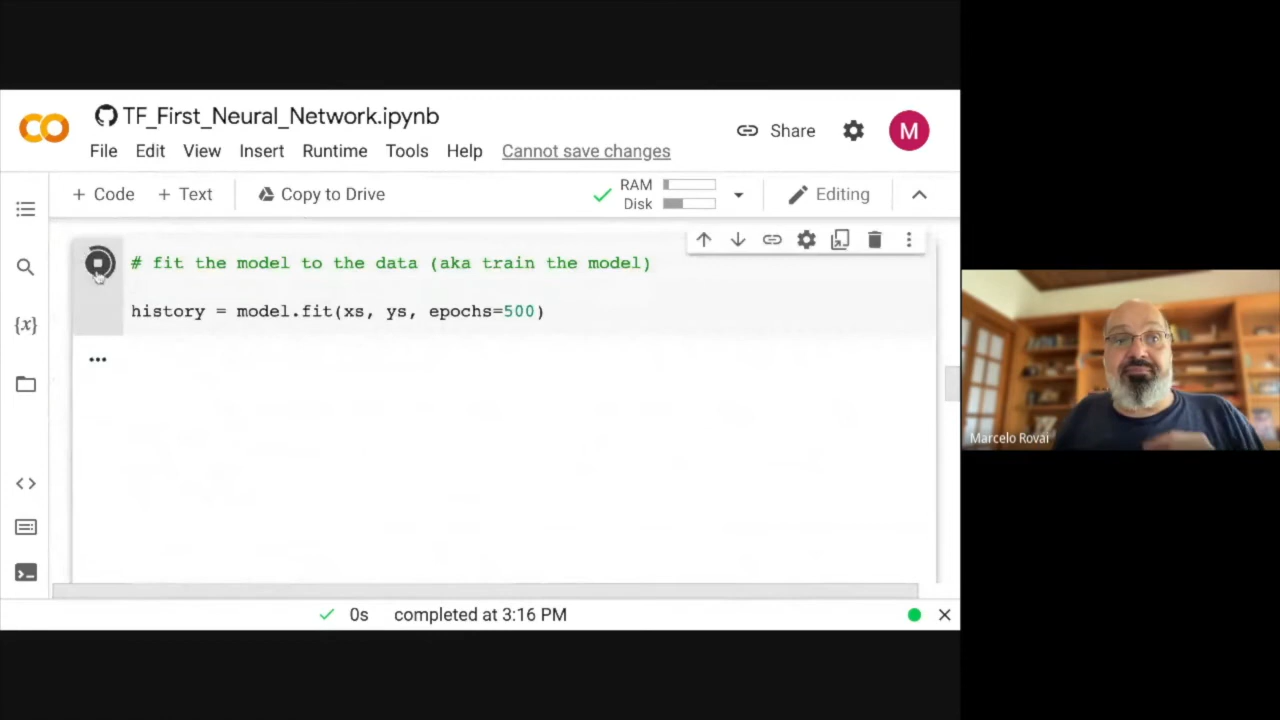 TF_First_Neural_Network.ipynb
File Edit View Insert Runtime Tools Help Cannot save changes
Share
M
+ Code + Text Copy to Drive
RAM
Disk
Editing
# fit the model to the data (aka train the model)
history = model.fit(xs, ys, epochs=500)
{x}
...
Marcelo Rovai
0s completed at 3:16 PM